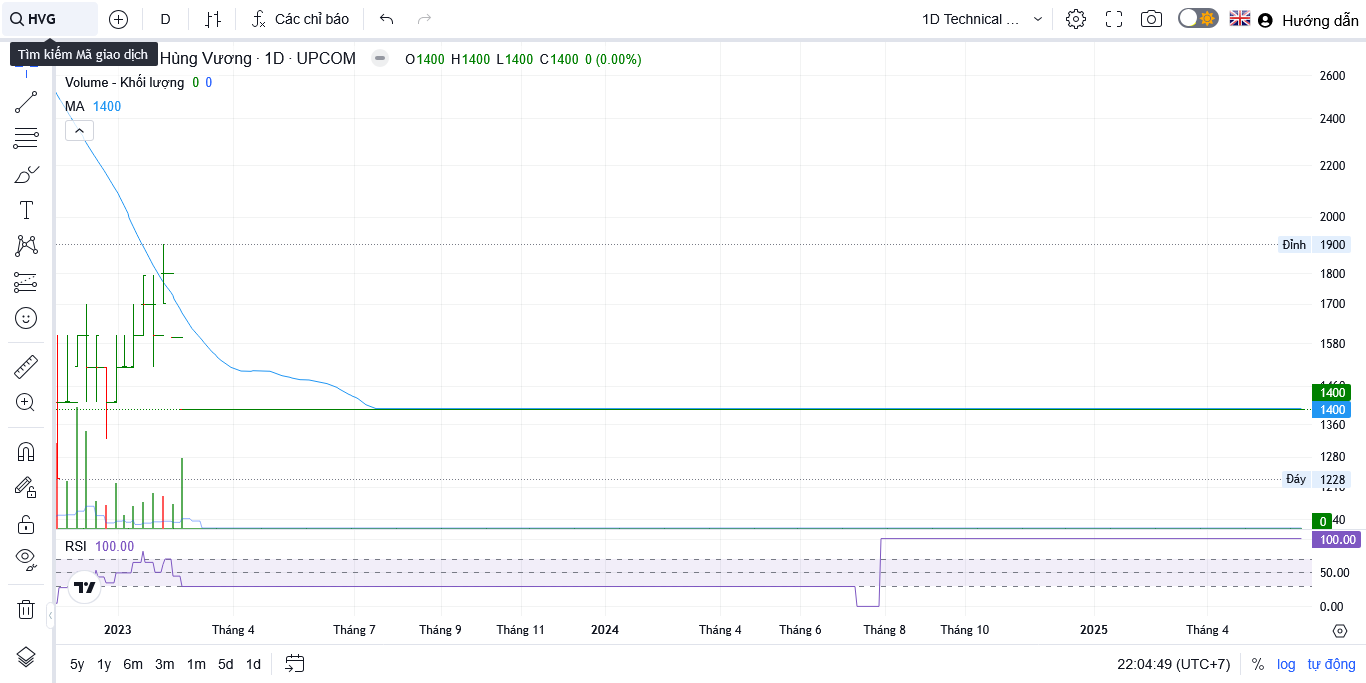 HVG
D
Các chỉ báo
1D Technical ...
Hướng dẫn
Tìm kiếm Mã giao dịch
Hùng Vương · 1D · UPCOM
O1400 H1400 L1400 C1400 0 (0.00%)
Volume - Khối lượng 0 0
MA 1400
2600
2400
2200
2000
Đỉnh 1900
1800
1700
1580
1400
1400
1360
1280
Đáy 1228
0
RSI 100.00
100.00
50.00
0.00
2023 Tháng 4 Tháng 7 Tháng 9 Tháng 11 2024 Tháng 4 Tháng 6 Tháng 8 Tháng 10 2025 Tháng 4
5y 1y 6m 3m 1m 5d 1d
22:04:49 (UTC+7) % log tự động